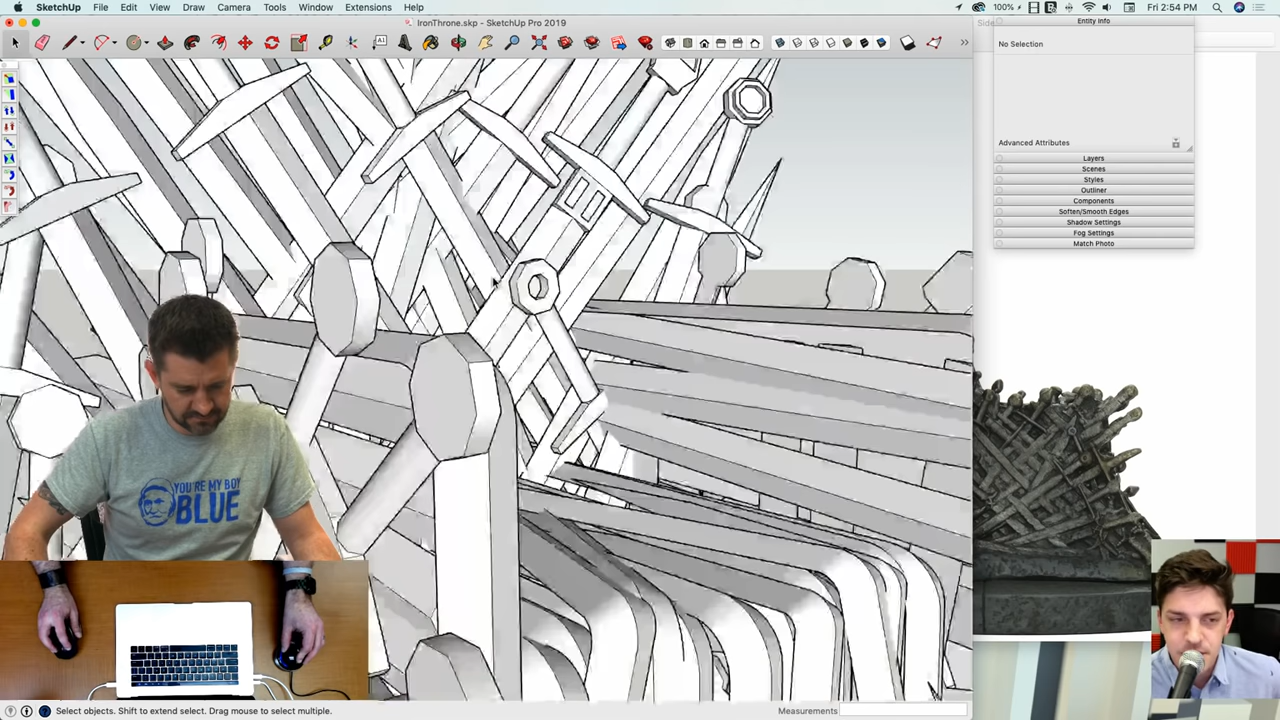 SketchUp File Edit View Draw Camera Tools Window Extensions Help
100% Fri 2:54 PM
IronThrone.skp - SketchUp Pro 2019
Side
Entity Info
No Selection
Advanced Attributes
Layers
Scenes
Styles
Outliner
Components
Soften/Smooth Edges
Shadow Settings
Fog Settings
Match Photo
YOU'RE MY BOY
BLUE
Select objects. Shift to extend select. Drag mouse to select multiple.
Measurements